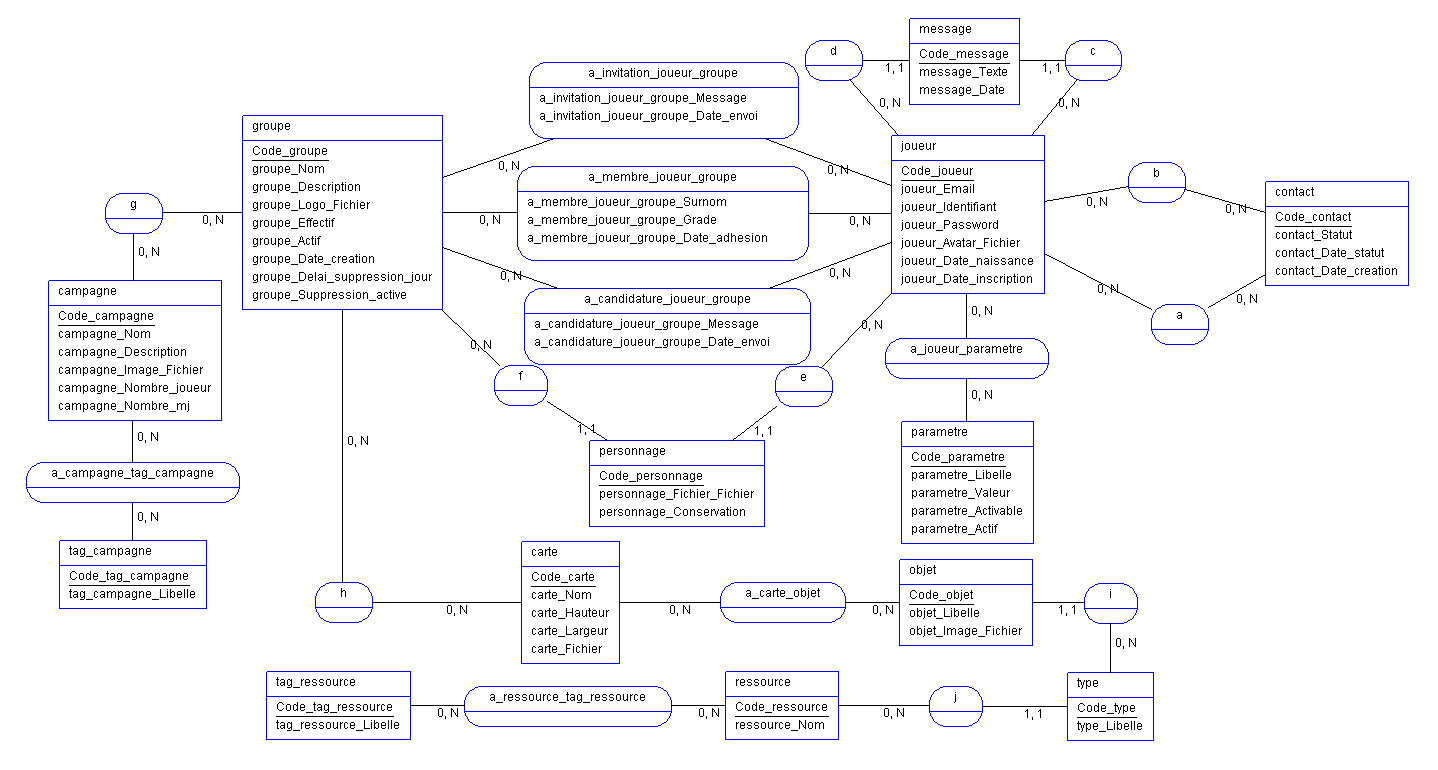 d
0, N
1, 1
message
Code_message
message_Texte
message_Date
c
1, 1
0, N
a_invitation_joueur_groupe
a_invitation_joueur_groupe_Message
a_invitation_joueur_groupe_Date_envoi
0, N
0, N
groupe
Code_groupe
groupe_Nom
groupe_Description
groupe_Logo_Fichier
groupe_Effectif
groupe_Actif
groupe_Date_creation
groupe_Delai_suppression_jour
groupe_Suppression_active
a_membre_joueur_groupe
a_membre_joueur_groupe_Surnom
a_membre_joueur_groupe_Grade
a_membre_joueur_groupe_Date_adhesion
0, N
0, N
joueur
Code_joueur
joueur_Email
joueur_Identifiant
joueur_Password
joueur_Avatar_Fichier
joueur_Date_naissance
joueur_Date_inscription
b
0, N
0, N
contact
Code_contact
contact_Statut
contact_Date_statut
contact_Date_creation
a
0, N
0, N
g
0, N
0, N
a_candidature_joueur_groupe
a_candidature_joueur_groupe_Message
a_candidature_joueur_groupe_Date_envoi
0, N
0, N
campagne
Code_campagne
campagne_Nom
campagne_Description
campagne_Image_Fichier
campagne_Nombre_joueur
campagne_Nombre_mj
0, N
f
0, N
1, 1
e
0, N
1, 1
0, N
a_joueur_parametre
0, N
parametre
Code_parametre
parametre_Libelle
parametre_Valeur
parametre_Activable
parametre_Actif
personnage
Code_personnage
personnage_Fichier_Fichier
personnage_Conservation
a_campagne_tag_campagne
0, N
tag_campagne
Code_tag_campagne
tag_campagne_Libelle
0, N
h
0, N
carte
Code_carte
carte_Nom
carte_Hauteur
carte_Largeur
carte_Fichier
0, N
a_carte_objet
0, N
objet
Code_objet
objet_Libelle
objet_Image_Fichier
1, 1
i
0, N
tag_ressource
Code_tag_ressource
tag_ressource_Libelle
0, N
a_ressource_tag_ressource
0, N
ressource
Code_ressource
ressource_Nom
0, N
j
1, 1
type
Code_type
type_Libelle